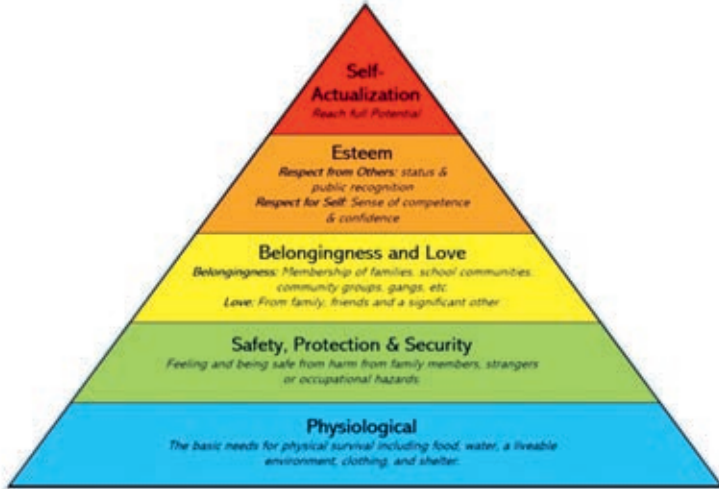 Self-
Actualization
Reach full Potential
Esteem
Respect from Others: status &
public recognition
Respect for Self: Sense of competence
& confidence
Belongingness and Love
Belongingness: Membership of families, school communities,
community groups, gangs, etc
Love: From family, friends and a significant other
Safety, Protection & Security
Feeling and being safe from harm from family members, strangers
or occupational hazards.
Physiological
The basic needs for physical survival including food, water, a liveable
environment, clothing, and shelter.